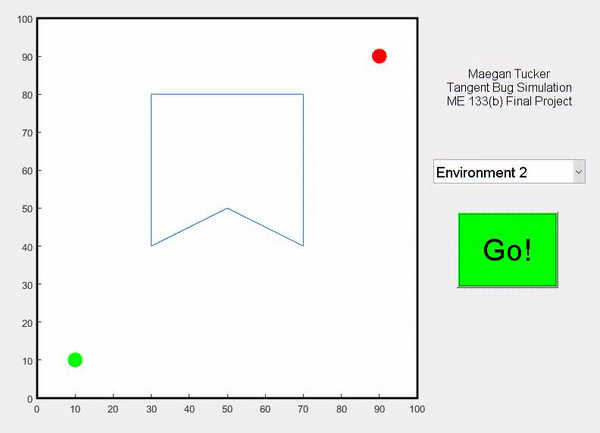 Maegan Tucker
Tangent Bug Simulation
ME 133(b) Final Project
Environment 2
Go!
100
90
80
70
60
50
40
30
20
10
0
0 10 20 30 40 50 60 70 80 90 100